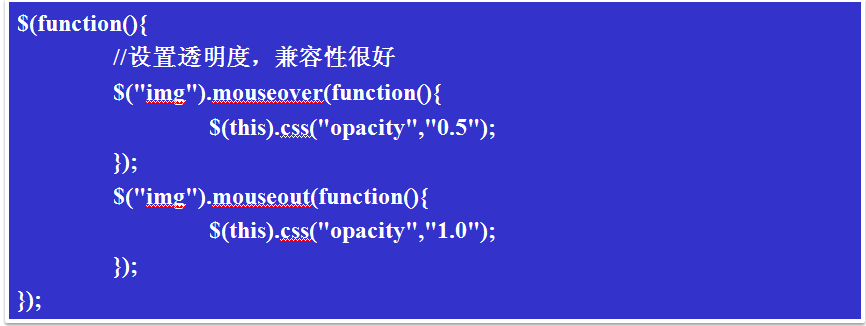 $(function(){
//设置透明度，兼容性很好
$("img").mouseover(function(){
$(this).css("opacity","0.5");
});
$("img").mouseout(function(){
$(this).css("opacity","1.0");
});
});